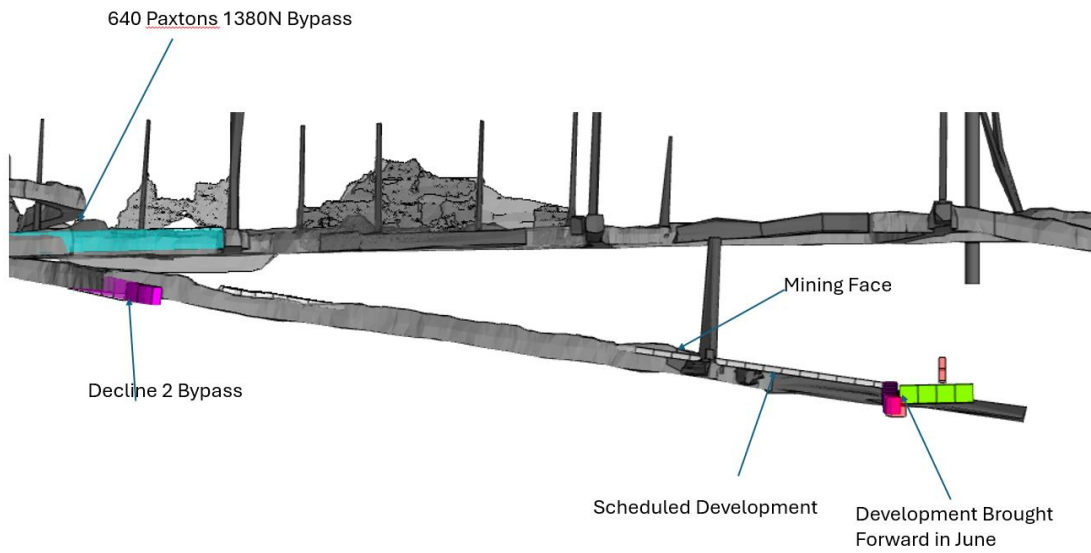 640 Paxtons 1380N Bypass
Mining Face
Decline 2 Bypass
Scheduled Development
Development Brought
Forward in June